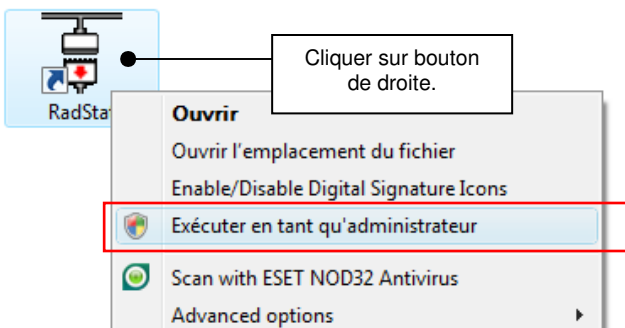 Cliquer sur bouton
de droite.
RadSta
Ouvrir
Ouvrir l'emplacement du fichier
Enable/Disable Digital Signature Icons
Exécuter en tant qu'administrateur
Scan with ESET NOD32 Antivirus
Advanced options